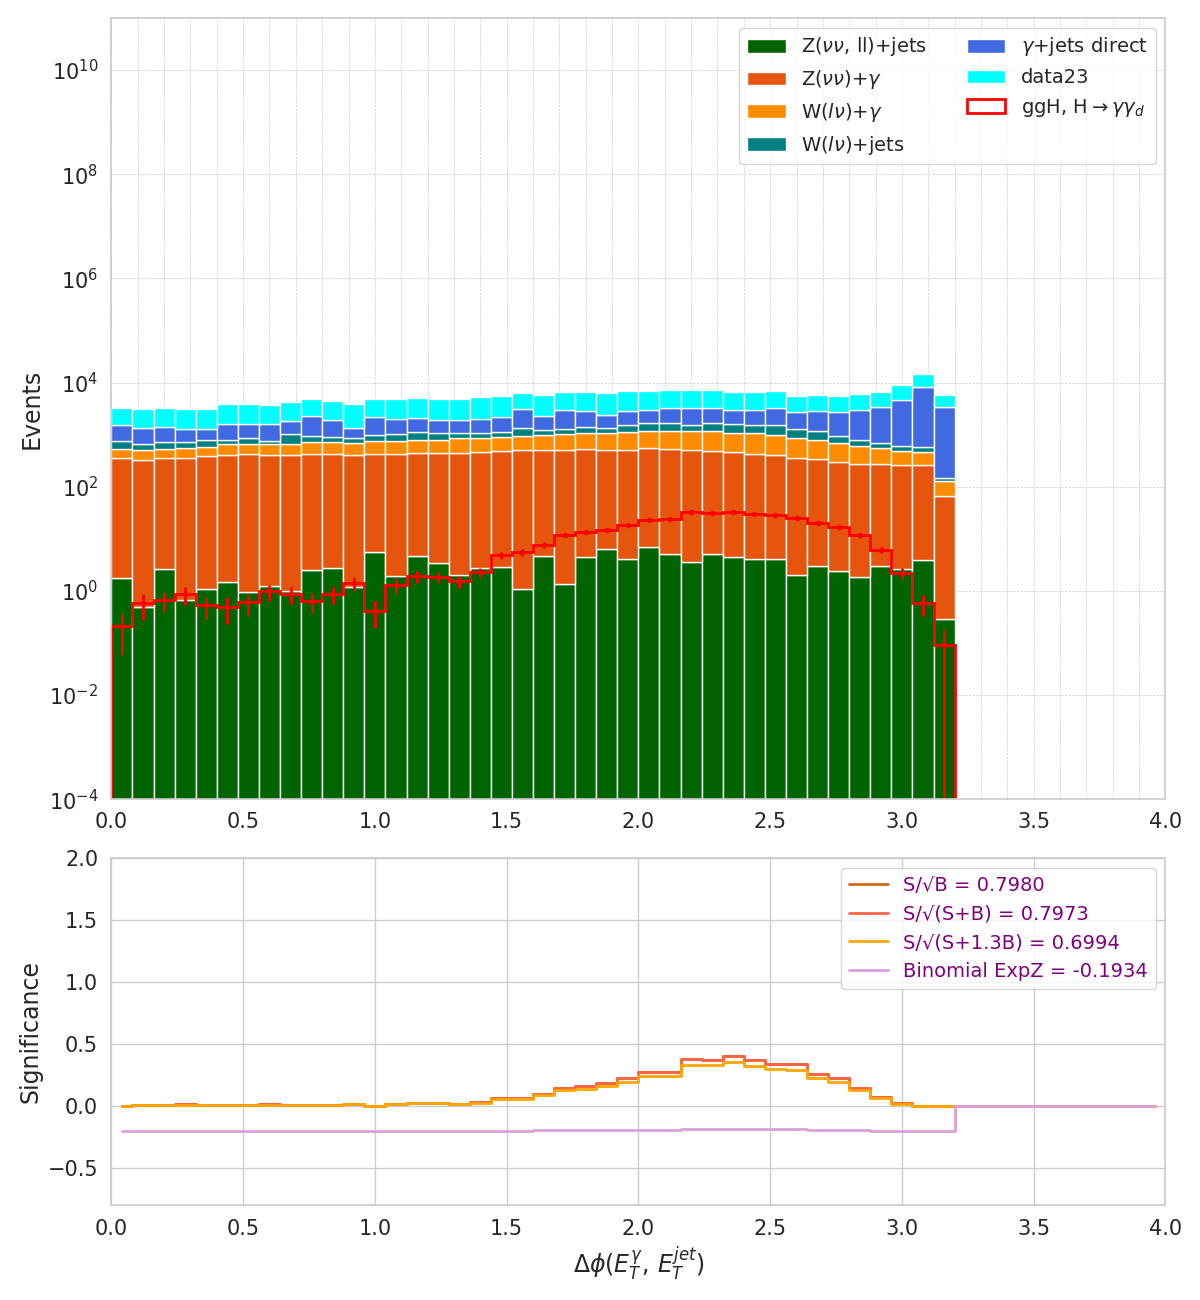 Z(νν, ll)+jets
Z(νν)+γ
W(lν)+γ
W(lν)+jets
γ+jets direct
data23
ggH, H→γγ_d
Events
10^10
10^8
10^6
10^4
10^2
10^0
10^−2
10^−4
0.0 0.5 1.0 1.5 2.0 2.5 3.0 3.5 4.0
S/√B = 0.7980
S/√(S+B) = 0.7973
S/√(S+1.3B) = 0.6994
Binomial ExpZ = -0.1934
Significance
2.0
1.5
1.0
0.5
0.0
−0.5
0.0 0.5 1.0 1.5 2.0 2.5 3.0 3.5 4.0
Δϕ(E_T^γ, E_T^jet)